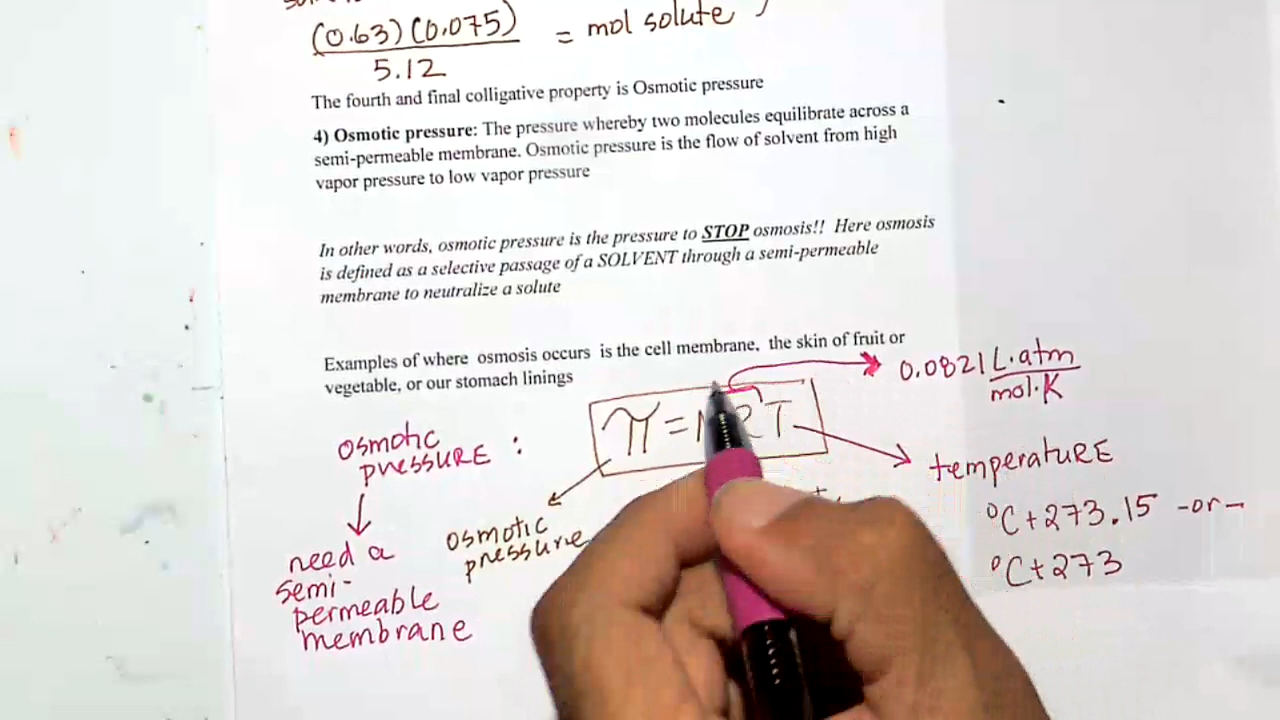 (0.63)(0.075)
5.12
= mol solute
The fourth and final colligative property is Osmotic pressure
4) Osmotic pressure: The pressure whereby two molecules equilibrate across a
semi-permeable membrane. Osmotic pressure is the flow of solvent from high
vapor pressure to low vapor pressure
In other words, osmotic pressure is the pressure to STOP osmosis!! Here osmosis
is defined as a selective passage of a SOLVENT through a semi-permeable
membrane to neutralize a solute
Examples of where osmosis occurs is the cell membrane, the skin of fruit or
vegetable, or our stomach linings
0.0821 L·atm
mol·K
osmotic
pressURE :
π = RT
temperatURE
°C+273.15 -or-
°C+273
osmotic
pressure
need a
semi-
permeable
membrane